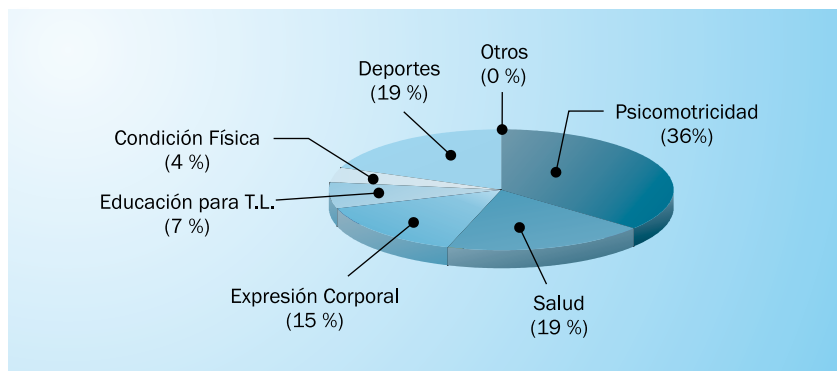 Otros
(0 %)
Deportes
(19 %)
Psicomotricidad
(36%)
Condición Física
(4 %)
Educación para T.L.
(7 %)
Expresión Corporal
(15 %)
Salud
(19 %)